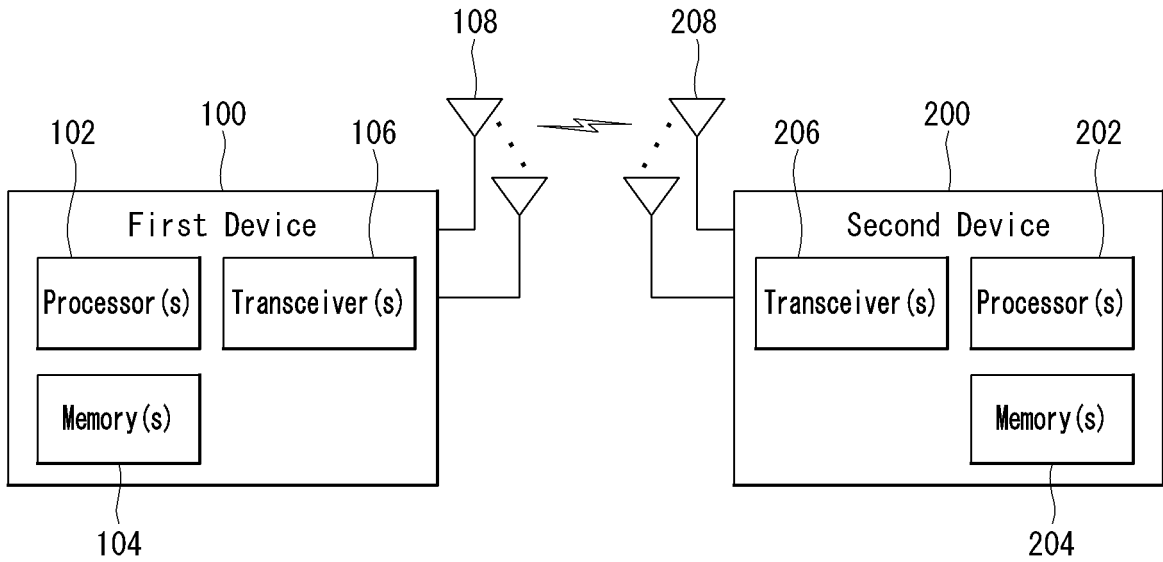 108 208
100 200
102 106 206 202
First Device Second Device
Processor(s) Transceiver(s) Transceiver(s) Processor(s)
Memory(s) Memory(s)
104 204